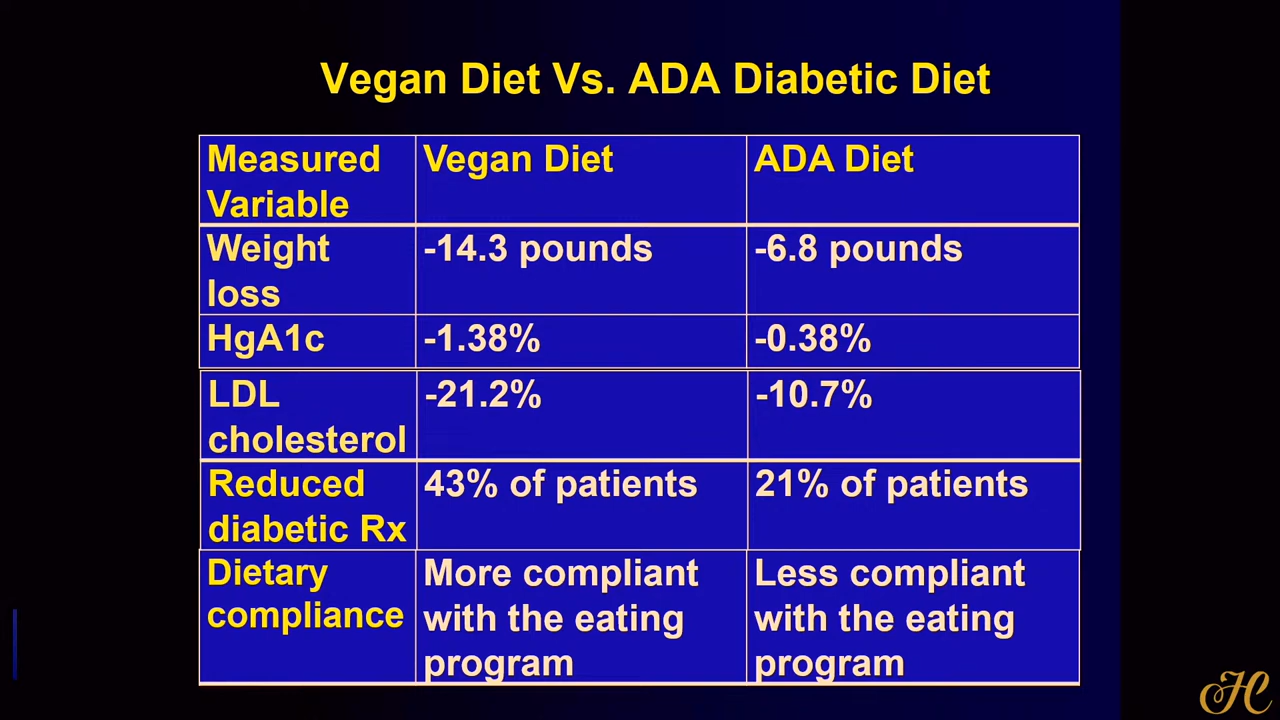 Vegan Diet Vs. ADA Diabetic Diet
Measured Variable
Vegan Diet
ADA Diet
Weight loss
-14.3 pounds
-6.8 pounds
HgA1c
-1.38%
-0.38%
LDL cholesterol
-21.2%
-10.7%
Reduced diabetic Rx
43% of patients
21% of patients
Dietary compliance
More compliant with the eating program
Less compliant with the eating program